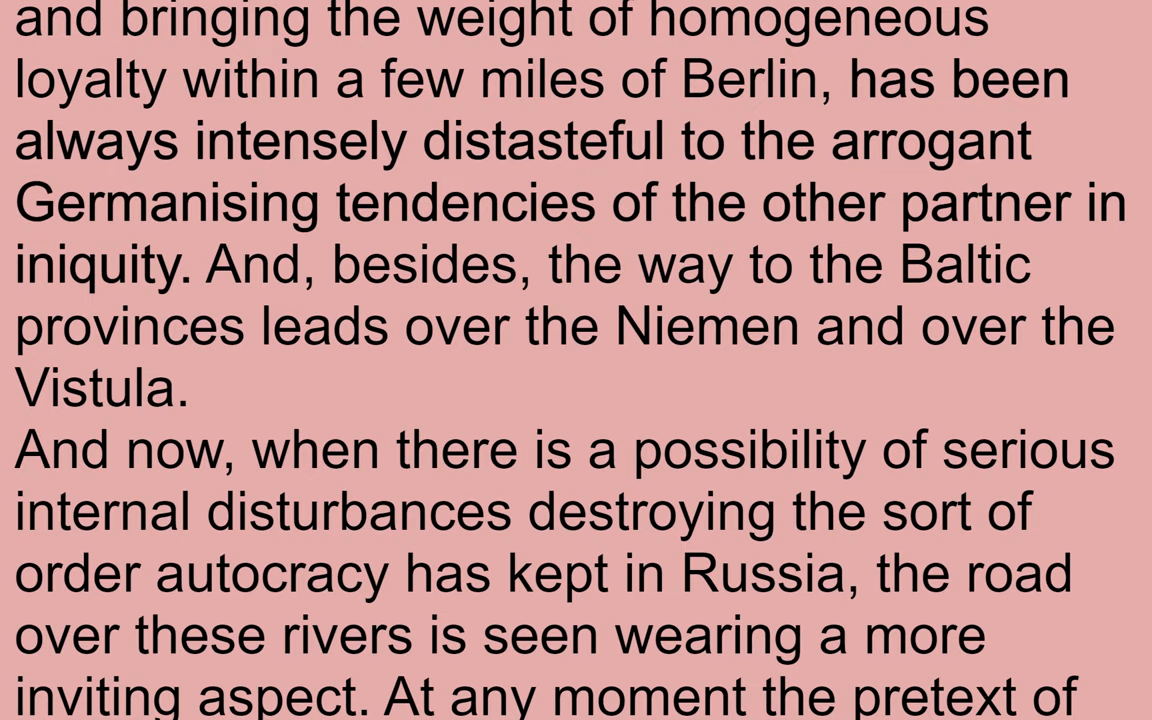 and bringing the weight of homogeneous
loyalty within a few miles of Berlin, has been
always intensely distasteful to the arrogant
Germanising tendencies of the other partner in
iniquity. And, besides, the way to the Baltic
provinces leads over the Niemen and over the
Vistula.
And now, when there is a possibility of serious
internal disturbances destroying the sort of
order autocracy has kept in Russia, the road
over these rivers is seen wearing a more
inviting aspect. At any moment the pretext of